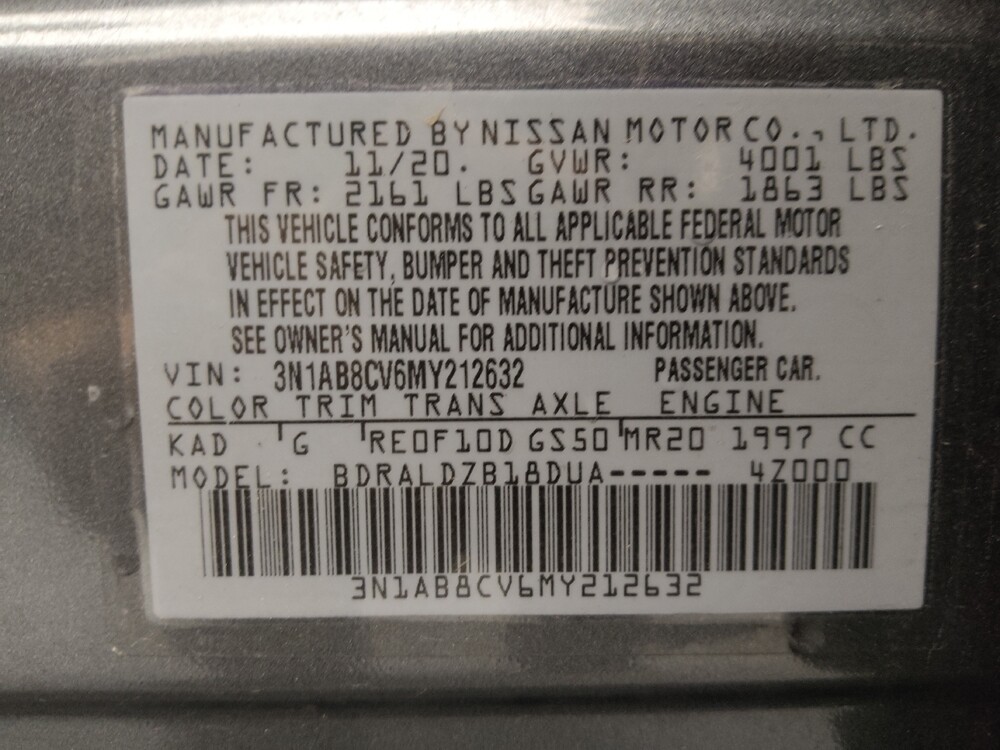 MANUFACTURED BY NISSAN MOTOR CO., LTD.
DATE: 11/20. GVWR: 4001 LBS
GAWR FR: 2161 LBS GAWR RR: 1863 LBS
THIS VEHICLE CONFORMS TO ALL APPLICABLE FEDERAL MOTOR
VEHICLE SAFETY, BUMPER AND THEFT PREVENTION STANDARDS
IN EFFECT ON THE DATE OF MANUFACTURE SHOWN ABOVE.
SEE OWNER'S MANUAL FOR ADDITIONAL INFORMATION.
VIN: 3N1AB8CV6MY212632 PASSENGER CAR.
COLOR TRIM TRANS AXLE ENGINE
KAD G RE0F10D GS50 MR20 1997 CC
MODEL: BDRALDZB18DUA----- 4Z000
3N1AB8CV6MY212632